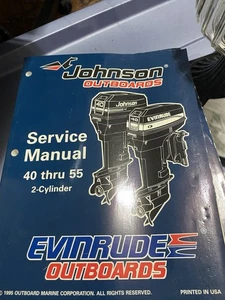 Johnson
OUTBOARDS
Service
Manual
40 thru 55
2-Cylinder
EVINRUDE
OUTBOARDS
© 1995 OUTBOARD MARINE CORPORATION. ALL RIGHTS RESERVED.
PRINTED IN USA